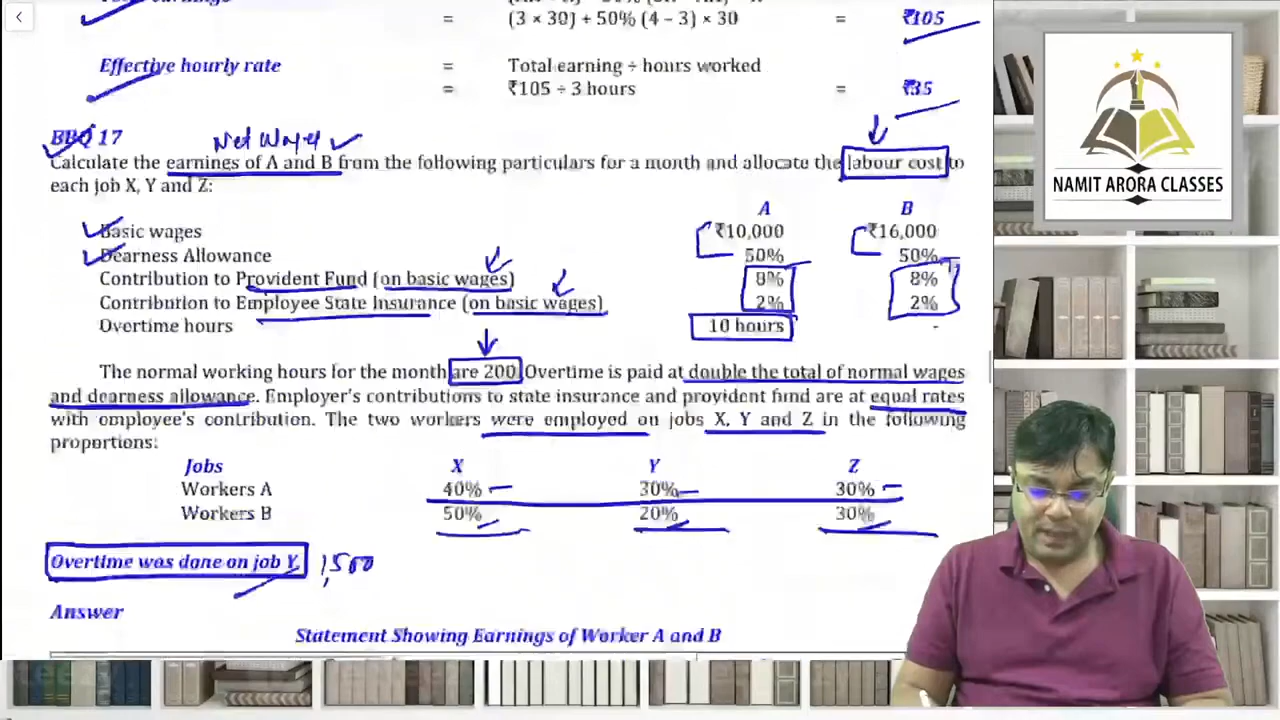 = (3 × 30) + 50% (4 – 3) × 30 = ₹105
Effective hourly rate = Total earning ÷ hours worked
= ₹105 ÷ 3 hours = ₹35
BBQ 17
Net Wages
Calculate the earnings of A and B from the following particulars for a month and allocate the labour cost to
each job X, Y and Z:
A B
Basic wages ₹10,000 ₹16,000
Dearness Allowance 50% 50%
Contribution to Provident Fund (on basic wages) 8% 8%
Contribution to Employee State Insurance (on basic wages) 2% 2%
Overtime hours 10 hours -
The normal working hours for the month are 200. Overtime is paid at double the total of normal wages
and dearness allowance. Employer's contributions to state insurance and provident fund are at equal rates
with employee's contribution. The two workers were employed on jobs X, Y and Z in the following
proportions:
Jobs X Y Z
Workers A 40% 30% 30%
Workers B 50% 20% 30%
Overtime was done on job Y. 1,500
Answer
Statement Showing Earnings of Worker A and B
NAMIT ARORA CLASSES